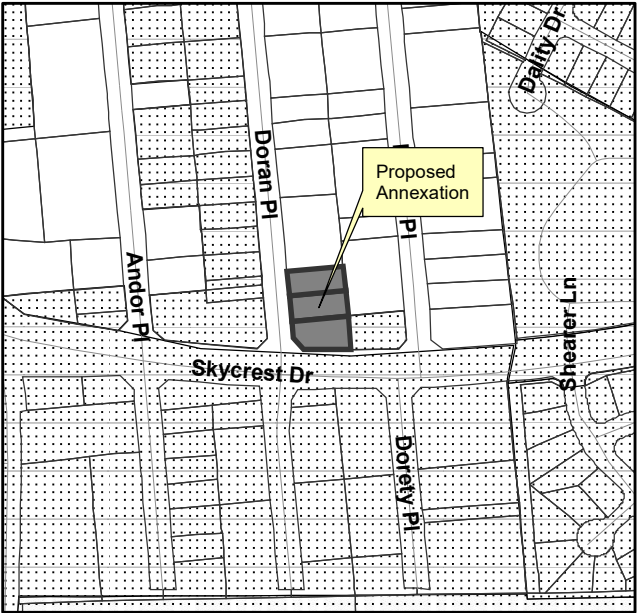 Dality Dr
Doran Pl
Proposed
Annexation
Pl
Andor Pl
Shearer Ln
Skycrest Dr
Dorety Pl